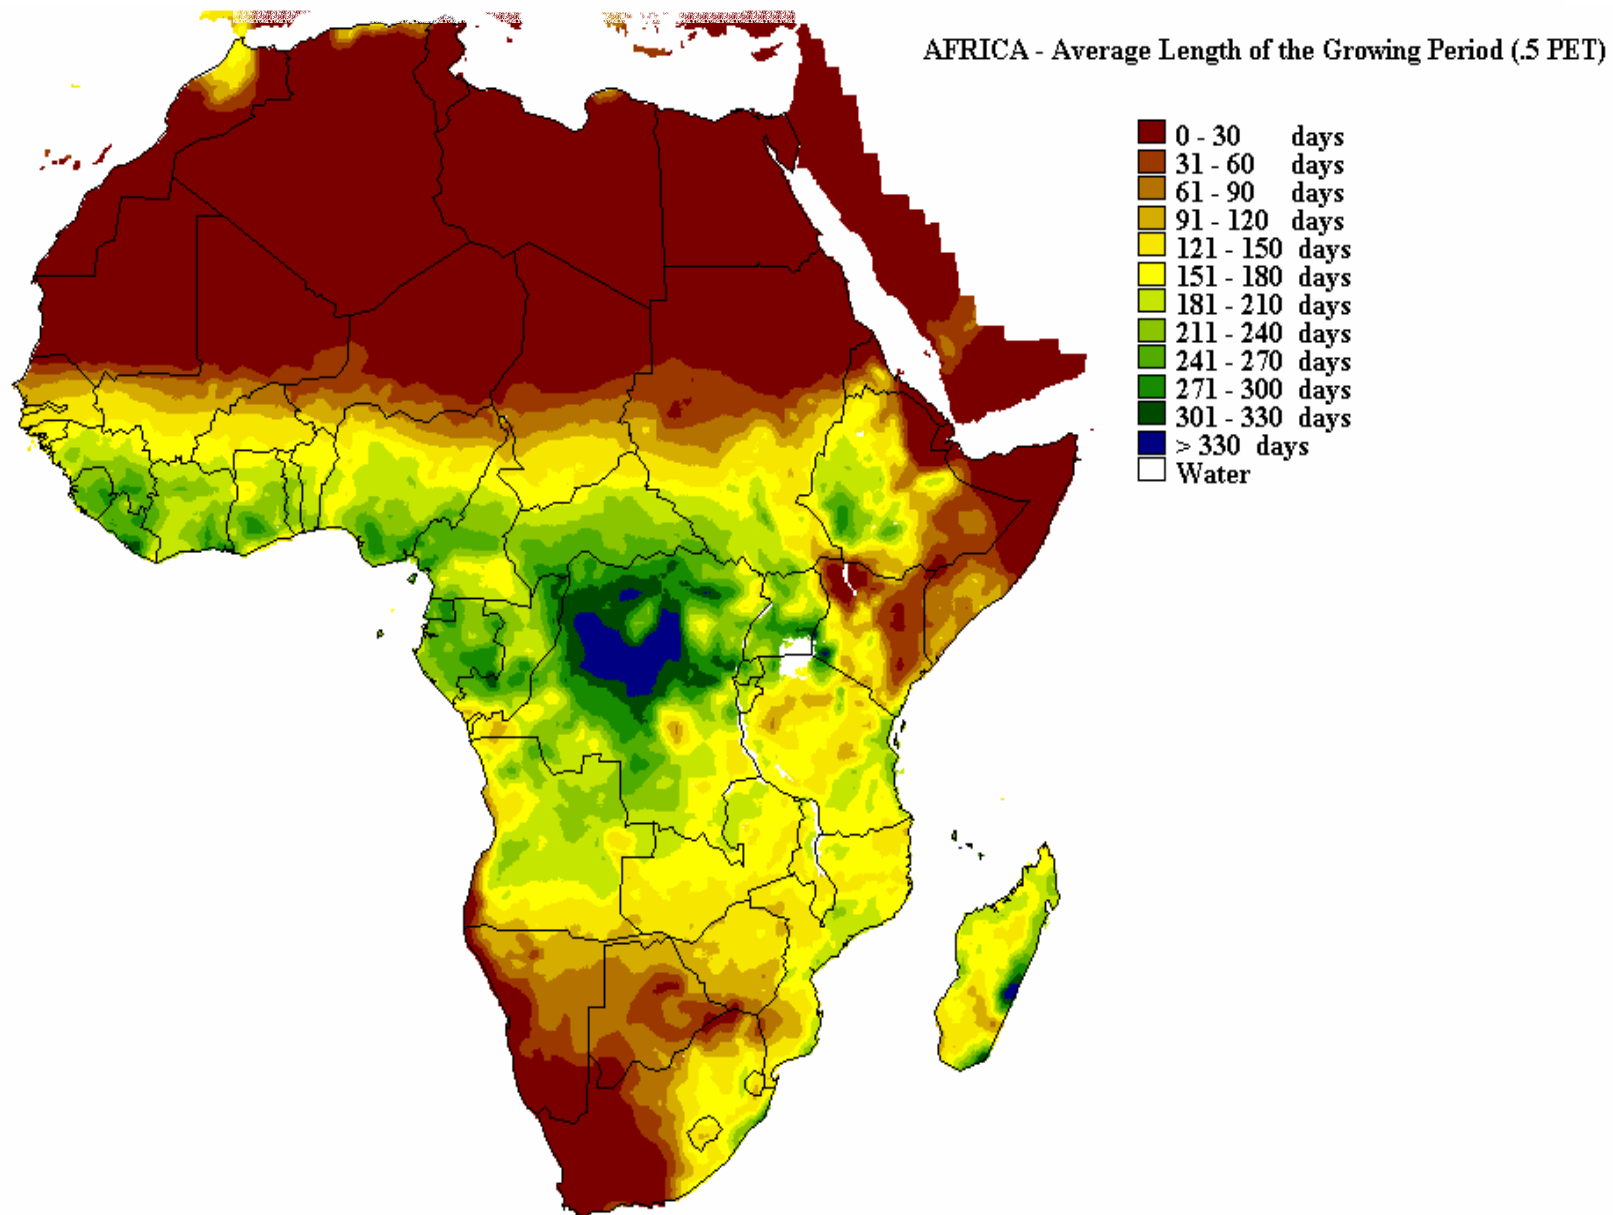 AFRICA - Average Length of the Growing Period (.5 PET)
0 - 30 days
31 - 60 days
61 - 90 days
91 - 120 days
121 - 150 days
151 - 180 days
181 - 210 days
211 - 240 days
241 - 270 days
271 - 300 days
301 - 330 days
> 330 days
Water